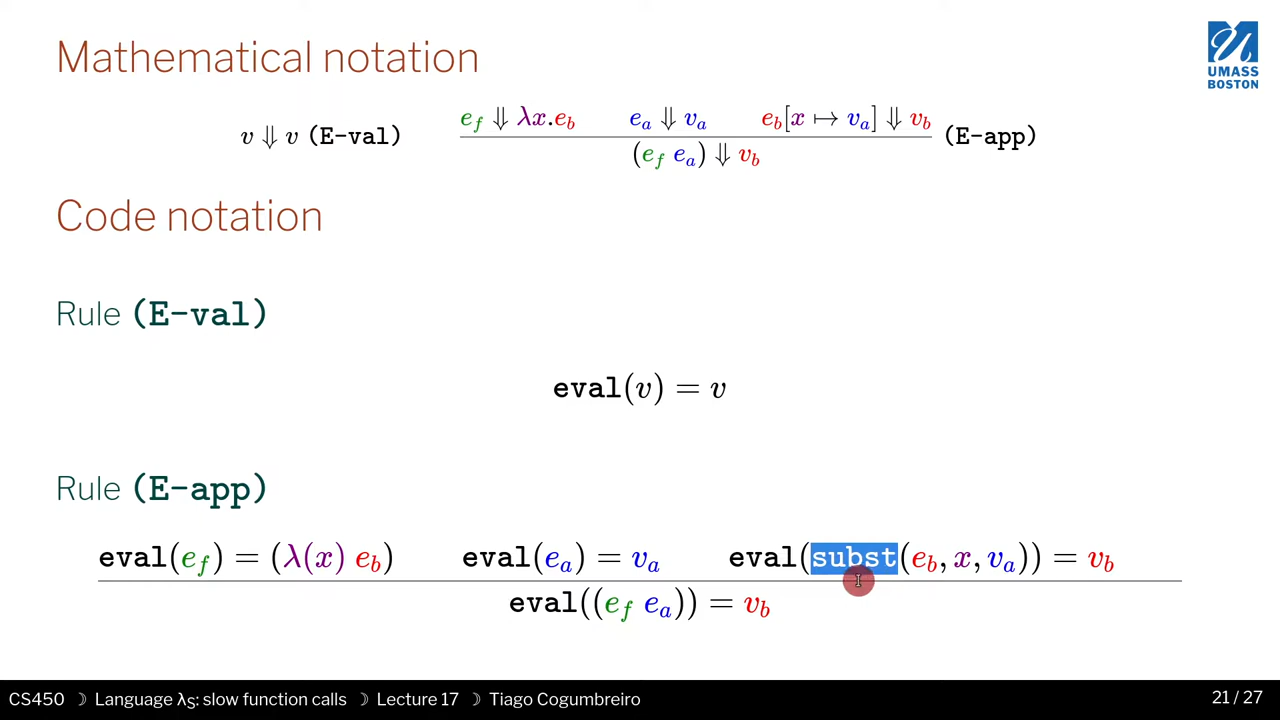 Mathematical notation
UMASS
BOSTON
v ⇓ v (E-val)
e_f ⇓ λx.e_b e_a ⇓ v_a e_b[x ↦ v_a] ⇓ v_b
(e_f e_a) ⇓ v_b
(E-app)
Code notation
Rule (E-val)
eval(v) = v
Rule (E-app)
eval(e_f) = (λ(x) e_b) eval(e_a) = v_a eval(subst(e_b, x, v_a)) = v_b
eval((e_f e_a)) = v_b
CS450 ☽ Language λS: slow function calls ☽ Lecture 17 ☽ Tiago Cogumbreiro
21 / 27